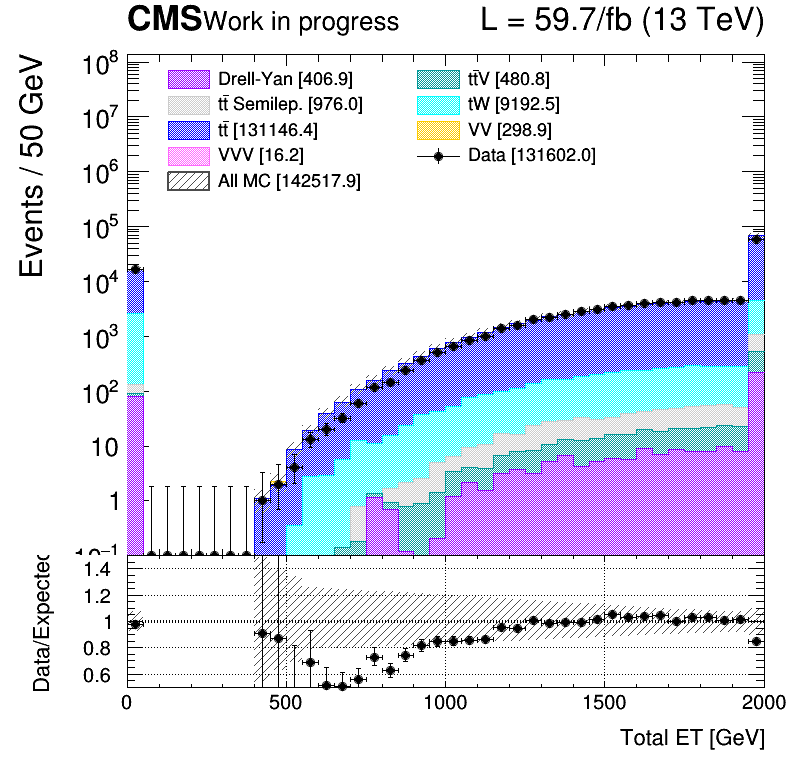 CMS Work in progress L = 59.7/fb (13 TeV)
Events / 50 GeV
10⁸
10⁷
10⁶
10⁵
10⁴
10³
10²
10
1
10⁻¹
Drell-Yan [406.9]
tt̄ Semilep. [976.0]
tt̄ [131146.4]
VVV [16.2]
All MC [142517.9]
tt̄V [480.8]
tW [9192.5]
VV [298.9]
Data [131602.0]
Data/Expected
1.4
1.2
1
0.8
0.6
0 500 1000 1500 2000
Total ET [GeV]